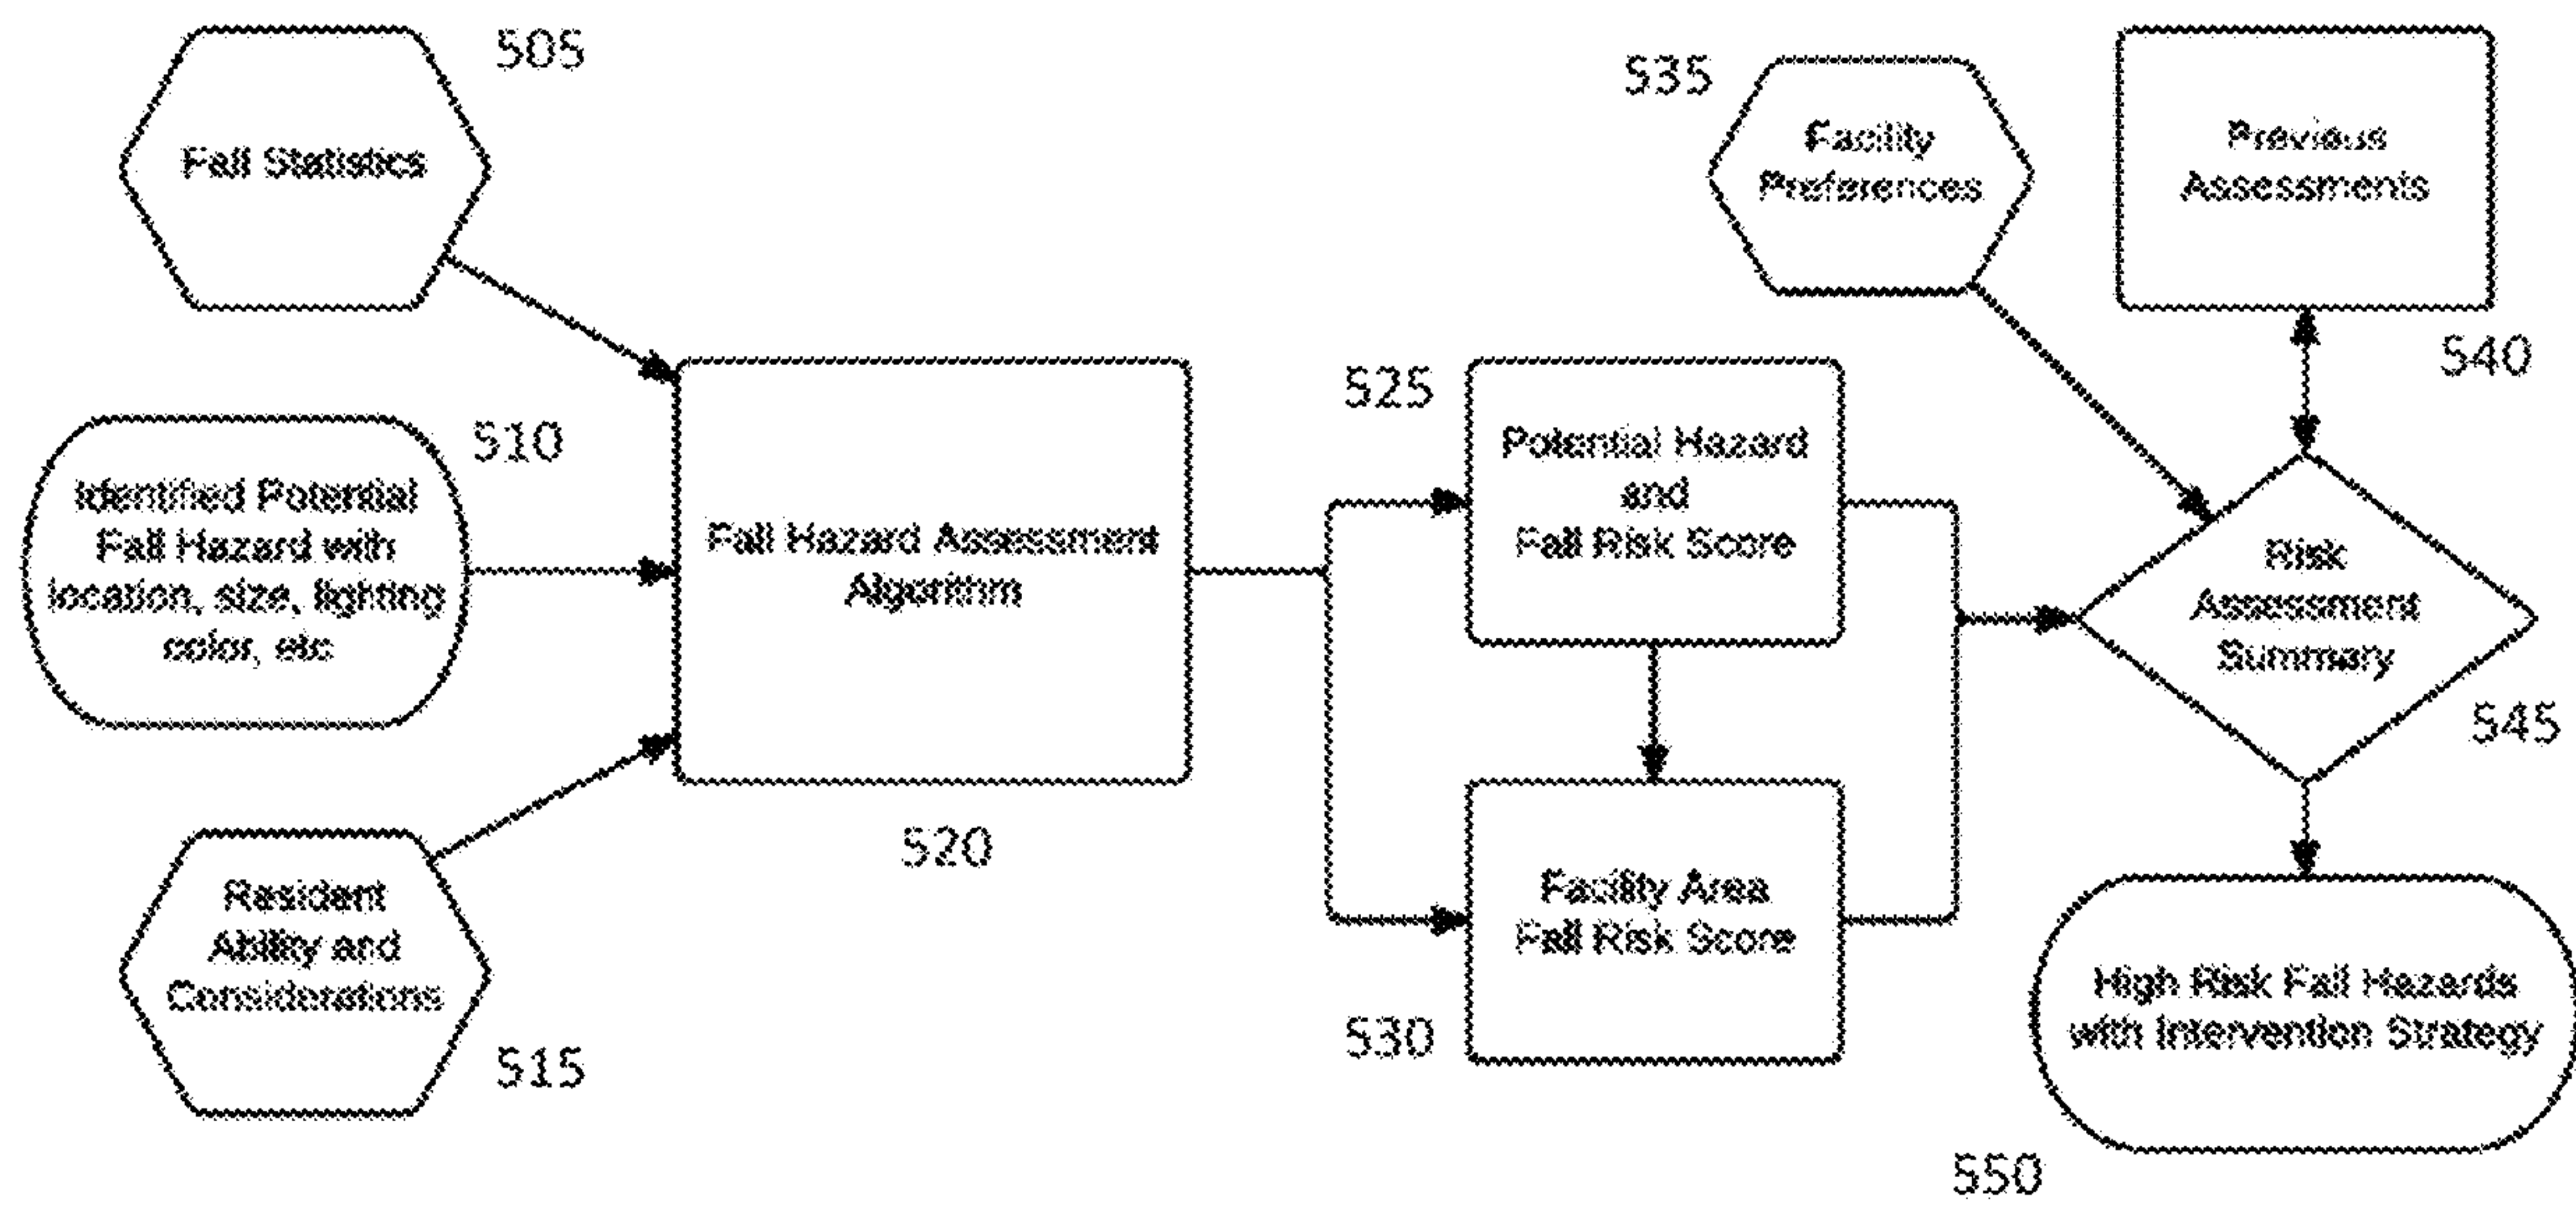 505
Fall Statistics
510
Identified Potential
Fall Hazard with
location, size, lighting
color, etc
Resident
Ability and
Considerations
515
Fall Hazard Assessment
Algorithm
520
525
Potential Hazard
and
Fall Risk Score
Facility Area
Fall Risk Score
530
535
Facility
Preferences
Previous
Assessments
540
Risk
Assessment
Summary
545
High Risk Fall Hazards
with Intervention Strategy
550